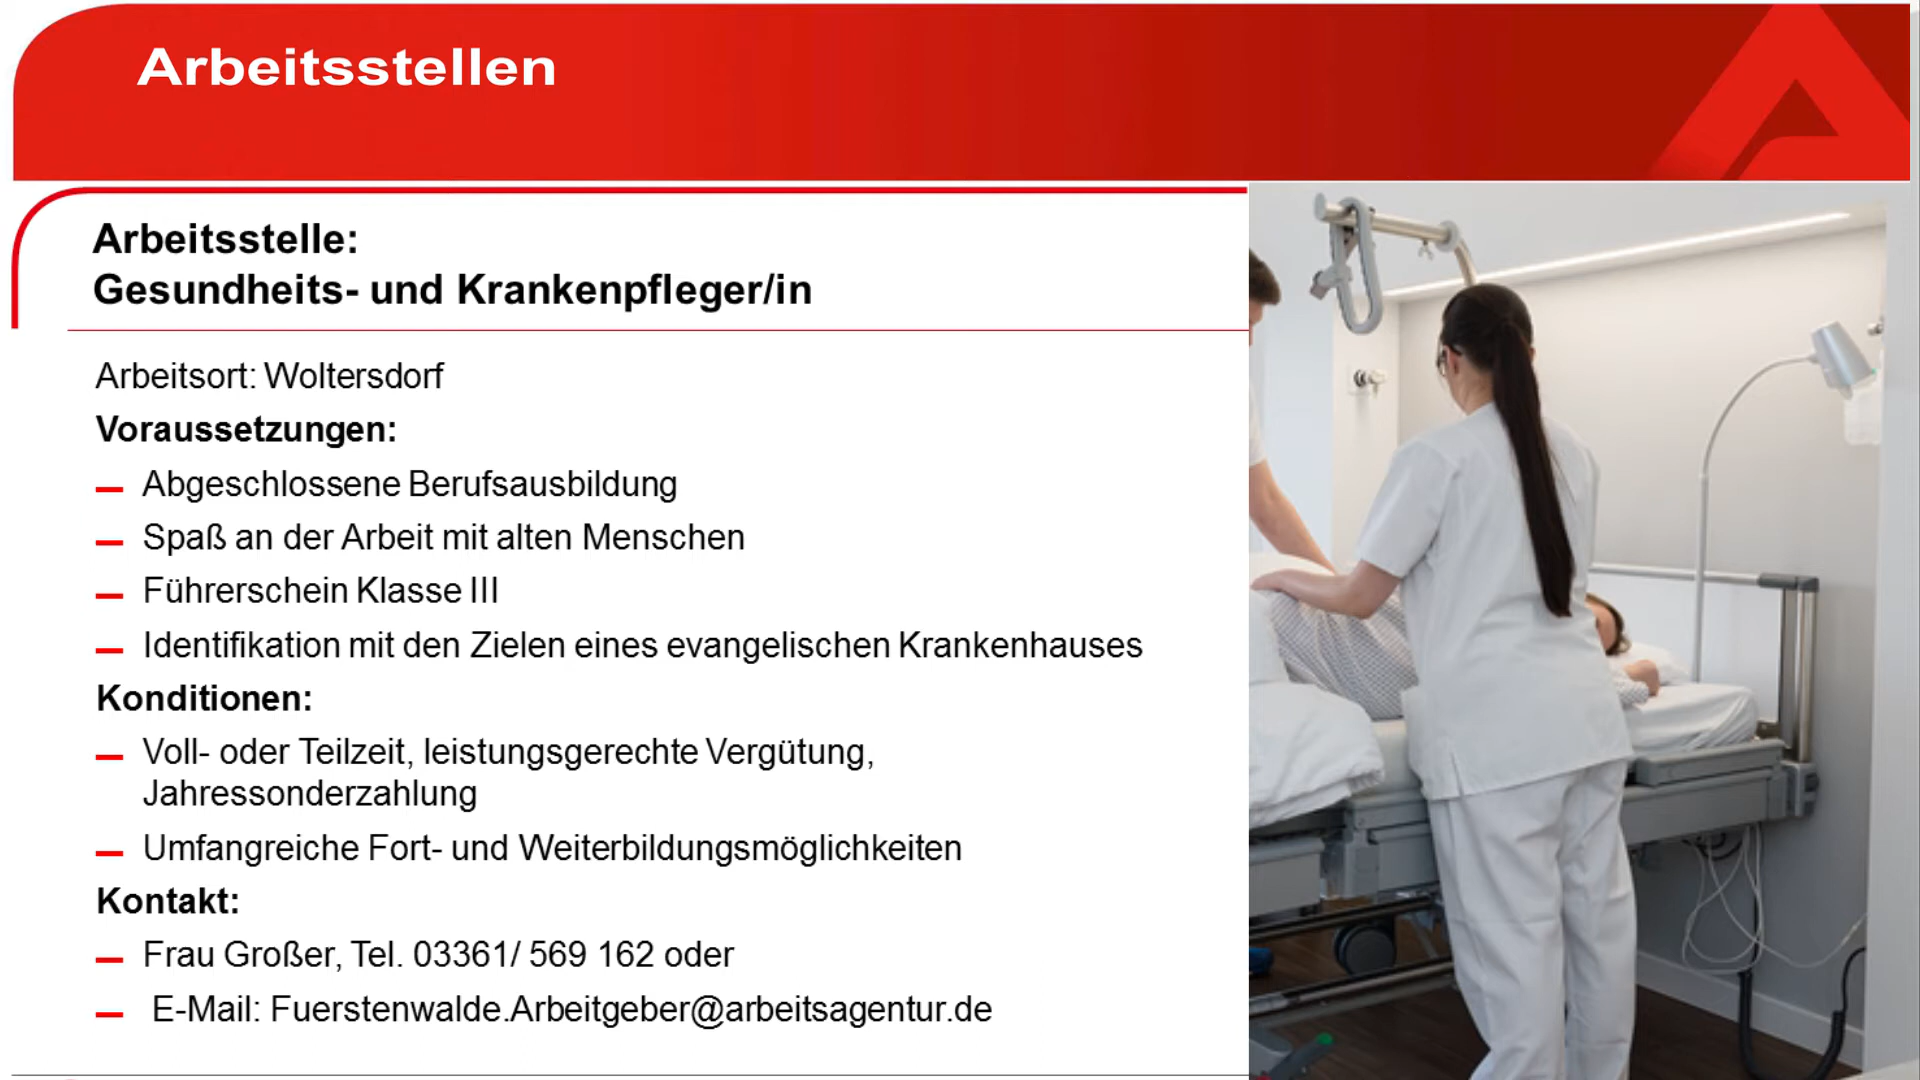 Arbeitsstellen
Arbeitsstelle:
Gesundheits- und Krankenpfleger/in
Arbeitsort: Woltersdorf
Voraussetzungen:
Abgeschlossene Berufsausbildung
Spaß an der Arbeit mit alten Menschen
Führerschein Klasse III
Identifikation mit den Zielen eines evangelischen Krankenhauses
Konditionen:
Voll- oder Teilzeit, leistungsgerechte Vergütung,
Jahressonderzahlung
Umfangreiche Fort- und Weiterbildungsmöglichkeiten
Kontakt:
Frau Großer, Tel. 03361/ 569 162 oder
E-Mail: Fuerstenwalde.Arbeitgeber@arbeitsagentur.de